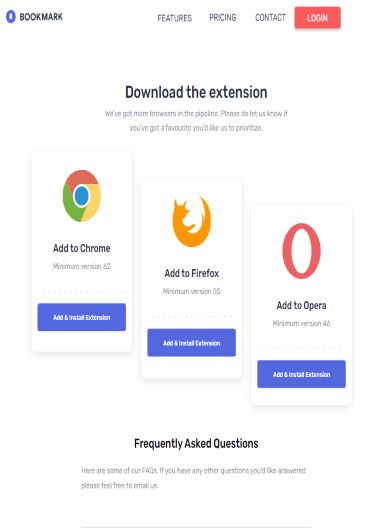 BOOKMARK
FEATURES PRICING CONTACT LOGIN
Download the extension
We've got more browsers in the pipeline. Please do let us know if
you've got a favourite you'd like us to prioritize.
Add to Chrome
Minimum version 62
Add & Install Extension
Add to Firefox
Minimum version 55
Add & Install Extension
Add to Opera
Minimum version 46
Add & Install Extension
Frequently Asked Questions
Here are some of our FAQs. If you have any other questions you'd like answered
please feel free to email us.